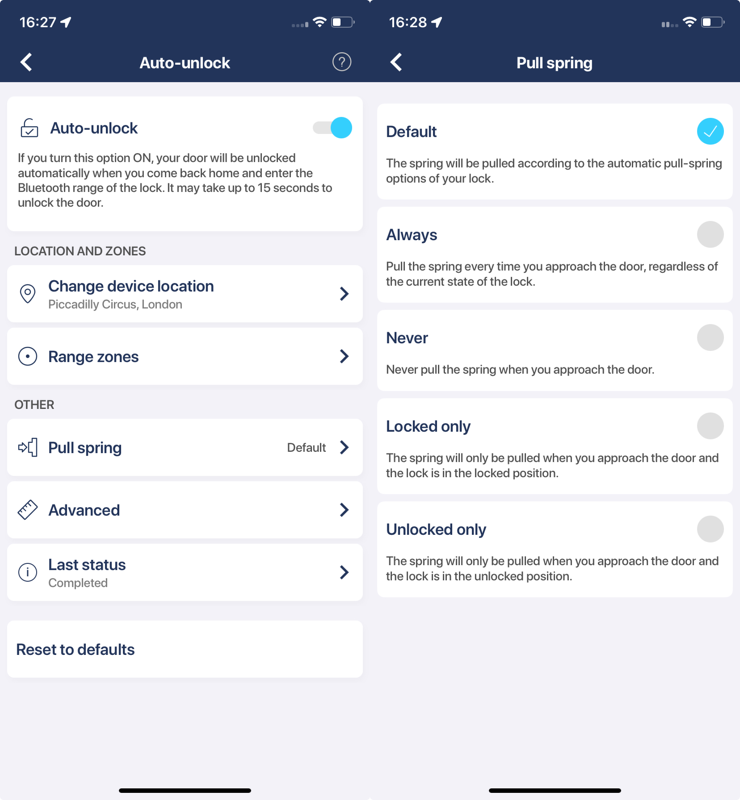 16:27
Auto-unlock
?
Auto-unlock
If you turn this option ON, your door will be unlocked
automatically when you come back home and enter the
Bluetooth range of the lock. It may take up to 15 seconds to
unlock the door.
LOCATION AND ZONES
Change device location
Piccadilly Circus, London
Range zones
OTHER
Pull spring
Default
Advanced
Last status
Completed
Reset to defaults
16:28
Pull spring
Default
The spring will be pulled according to the automatic pull-spring
options of your lock.
Always
Pull the spring every time you approach the door, regardless of
the current state of the lock.
Never
Never pull the spring when you approach the door.
Locked only
The spring will only be pulled when you approach the door and
the lock is in the locked position.
Unlocked only
The spring will only be pulled when you approach the door and
the lock is in the unlocked position.